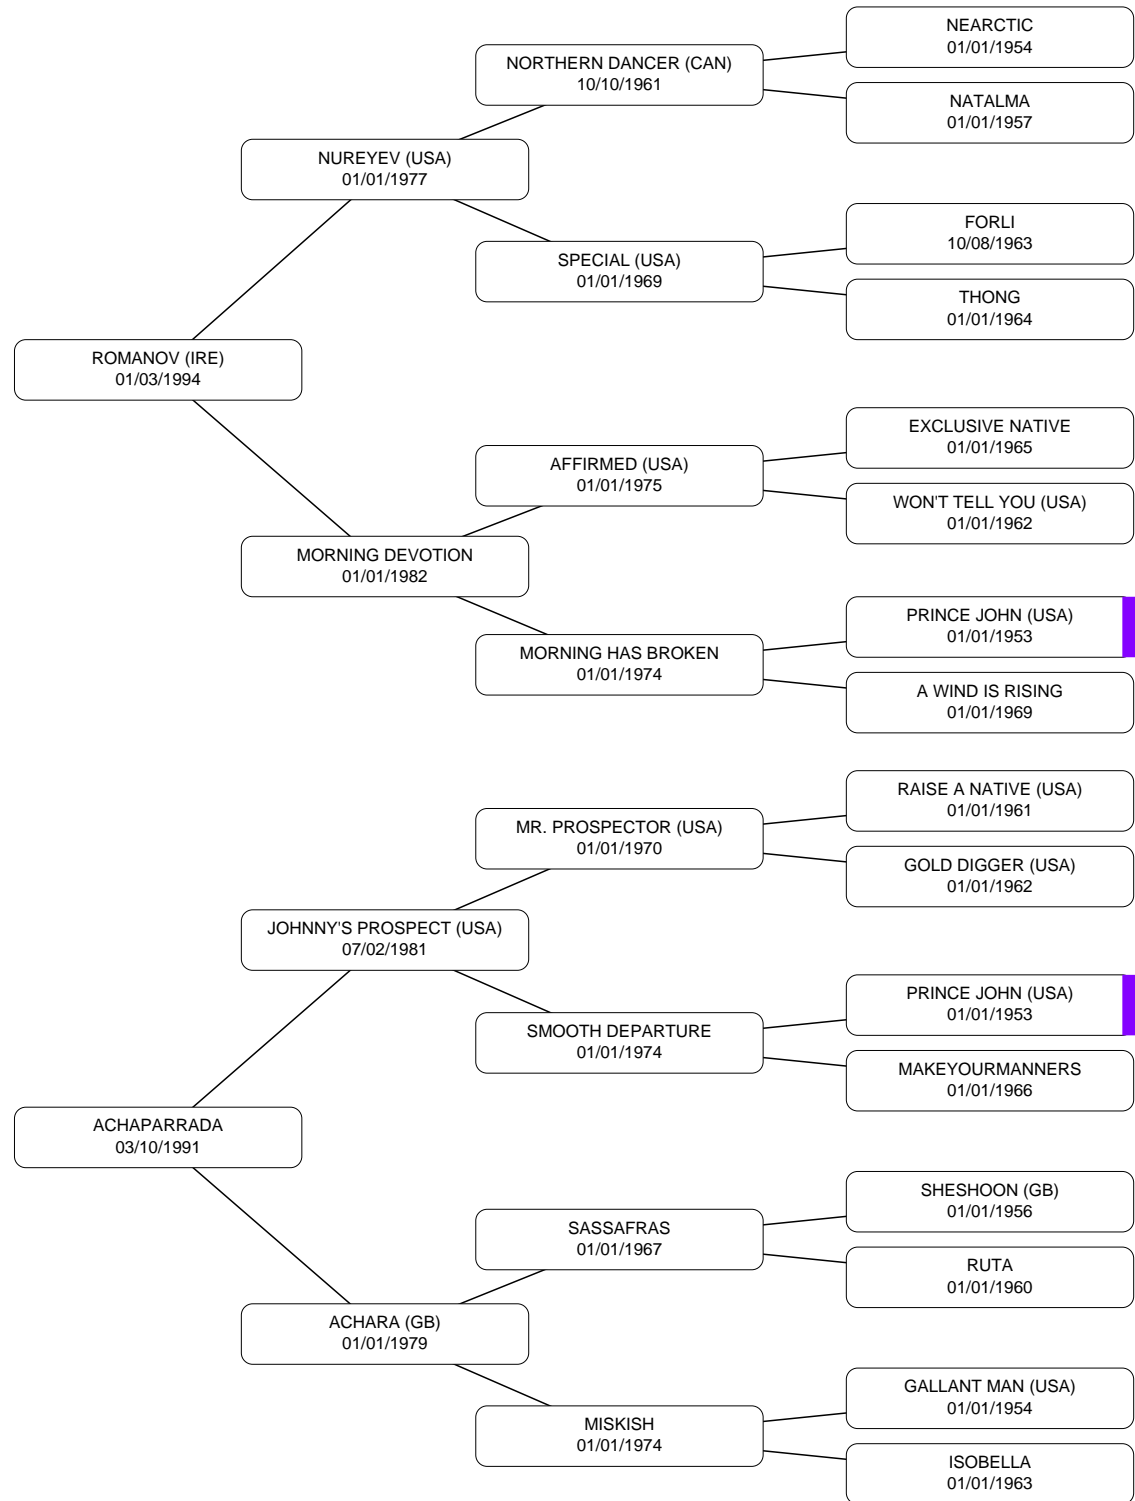 NEARCTIC
01/01/1954
NORTHERN DANCER (CAN)
10/10/1961
NATALMA
01/01/1957
NUREYEV (USA)
01/01/1977
FORLI
10/08/1963
SPECIAL (USA)
01/01/1969
THONG
01/01/1964
ROMANOV (IRE)
01/03/1994
EXCLUSIVE NATIVE
01/01/1965
AFFIRMED (USA)
01/01/1975
WON'T TELL YOU (USA)
01/01/1962
MORNING DEVOTION
01/01/1982
PRINCE JOHN (USA)
01/01/1953
MORNING HAS BROKEN
01/01/1974
A WIND IS RISING
01/01/1969
RAISE A NATIVE (USA)
01/01/1961
MR. PROSPECTOR (USA)
01/01/1970
GOLD DIGGER (USA)
01/01/1962
JOHNNY'S PROSPECT (USA)
07/02/1981
PRINCE JOHN (USA)
01/01/1953
SMOOTH DEPARTURE
01/01/1974
MAKEYOURMANNERS
01/01/1966
ACHAPARRADA
03/10/1991
SHESHOON (GB)
01/01/1956
SASSAFRAS
01/01/1967
RUTA
01/01/1960
ACHARA (GB)
01/01/1979
GALLANT MAN (USA)
01/01/1954
MISKISH
01/01/1974
ISOBELLA
01/01/1963